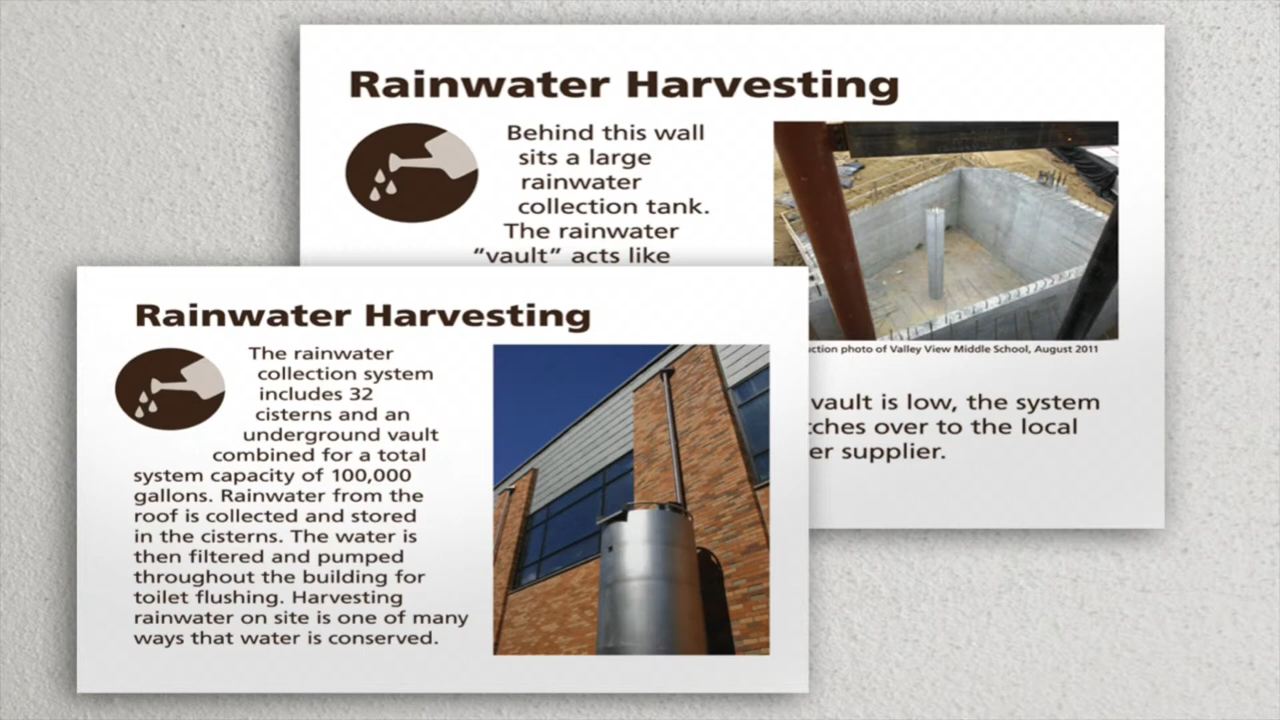 Rainwater Harvesting
Behind this wall
sits a large
rainwater
collection tank.
The rainwater
“vault” acts like
photo of Valley View Middle School, August 2011
vault is low, the system
over to the local
supplier.
Rainwater Harvesting
The rainwater
collection system
includes 32
cisterns and an
underground vault
combined for a total
system capacity of 100,000
gallons. Rainwater from the
roof is collected and stored
in the cisterns. The water is
then filtered and pumped
throughout the building for
toilet flushing. Harvesting
rainwater on site is one of many
ways that water is conserved.